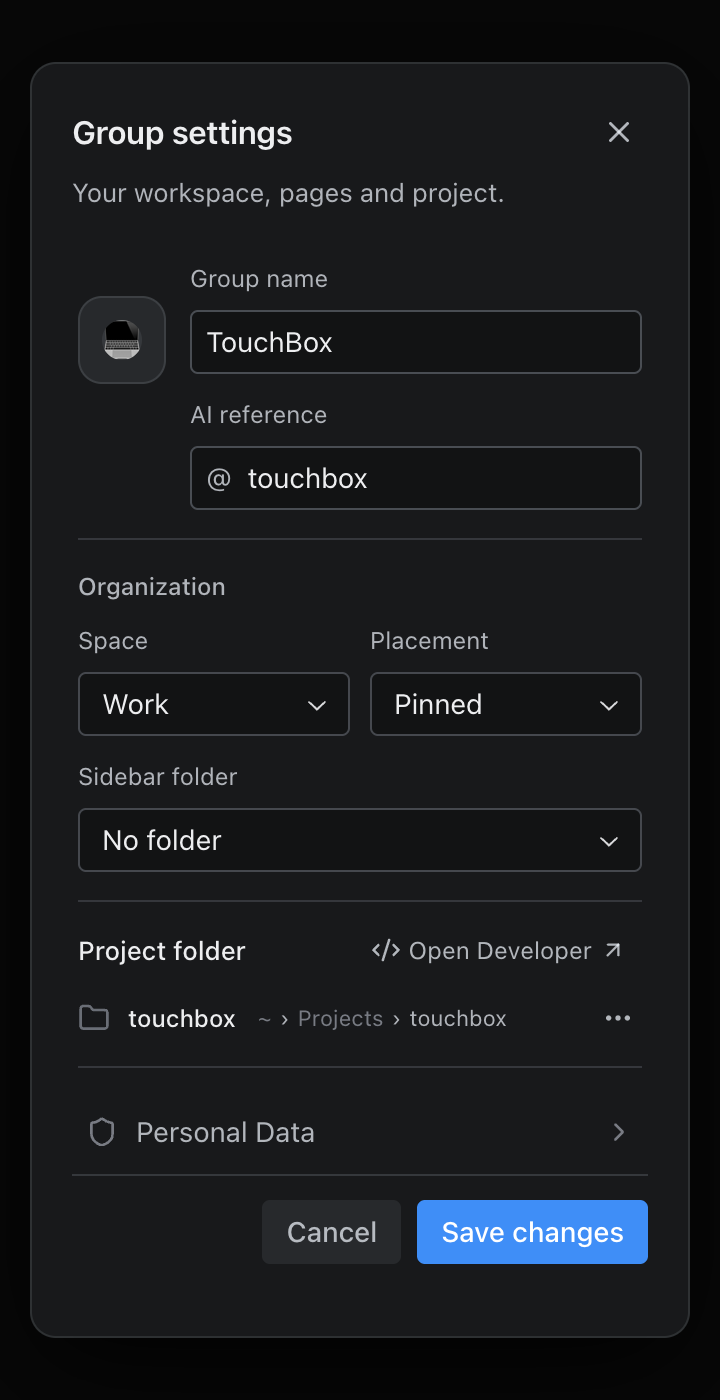 Group settings
Your workspace, pages and project.
Group name
TouchBox
AI reference
@ touchbox
Organization
Space
Placement
Work
Pinned
Sidebar folder
No folder
Project folder
</> Open Developer ↗
touchbox ~ › Projects › touchbox
Personal Data
Cancel
Save changes